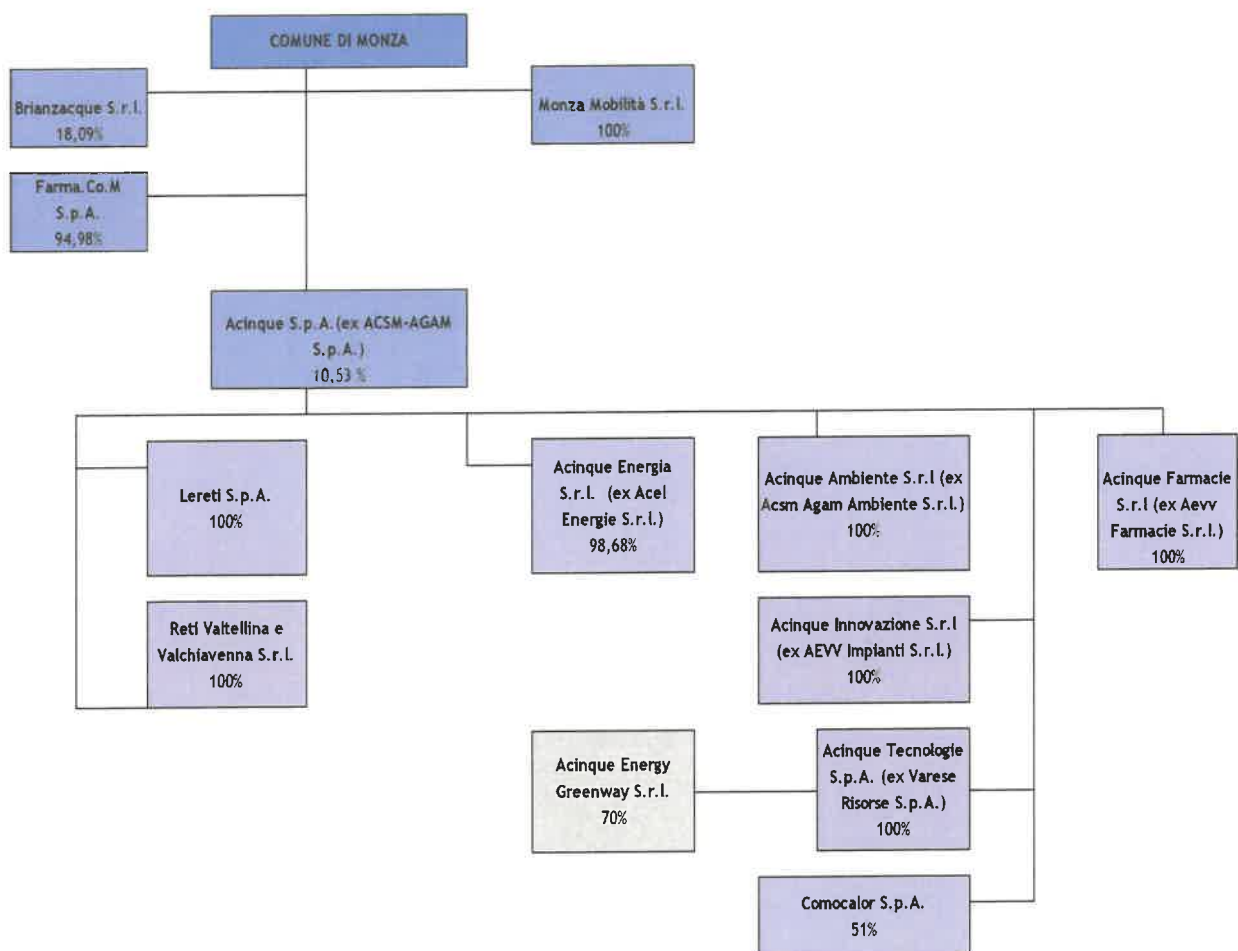 COMUNE DI MONZA
Brianzacque S.r.l.
18,09%
Monza Mobilità S.r.l.
100%
Farma.Co.M
S.p.A.
94,98%
Acinque S.p.A.(ex ACSM-AGAM
S.p.A.)
10,53 %
Lereti S.p.A.
100%
Acinque Energia
S.r.l. (ex Acel
Energie S.r.l.)
98,68%
Acinque Ambiente S.r.l (ex
Acsm Agam Ambiente S.r.l.)
100%
Acinque Farmacie
S.r.l (ex Aevv
Farmacie S.r.l.)
100%
Reti Valtellina e
Valchiavenna S.r.l.
100%
Acinque Innovazione S.r.l
(ex AEVV Impianti S.r.l.)
100%
Acinque Energy
Greenway S.r.l.
70%
Acinque Tecnologie
S.p.A. (ex Varese
Risorse S.p.A.)
100%
Comocalor S.p.A.
51%